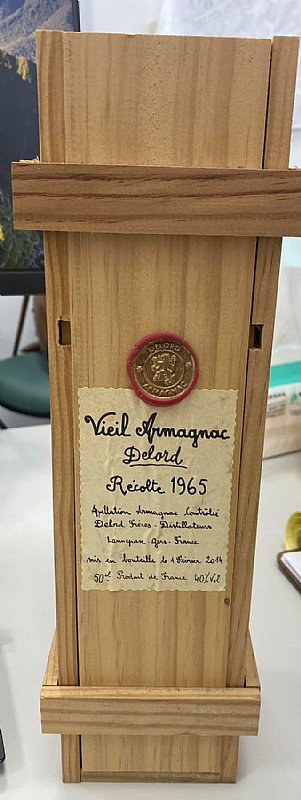 DELORD
ARMAGNAC
Vieil Armagnac
Delord
Récolte 1965
Appellation Armagnac Contrôlée
Delord Frères - Distillateurs
Lannepax Gers - France
mis en bouteille le 1 Février 2014
50cl Produit de France 40%Vol